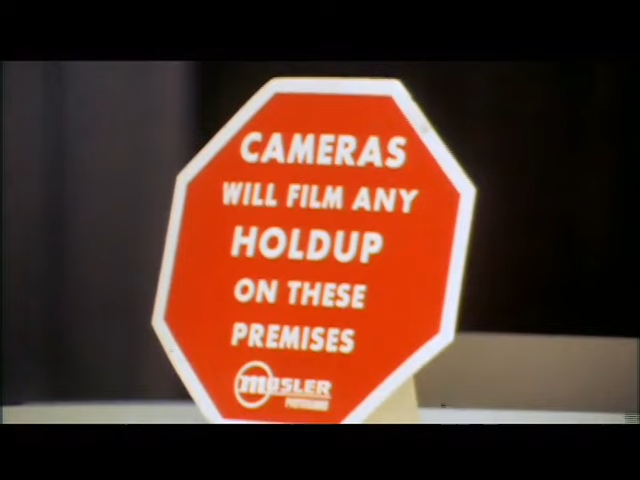 CAMERAS
WILL FILM ANY
HOLDUP
ON THESE
PREMISES
MOSLER